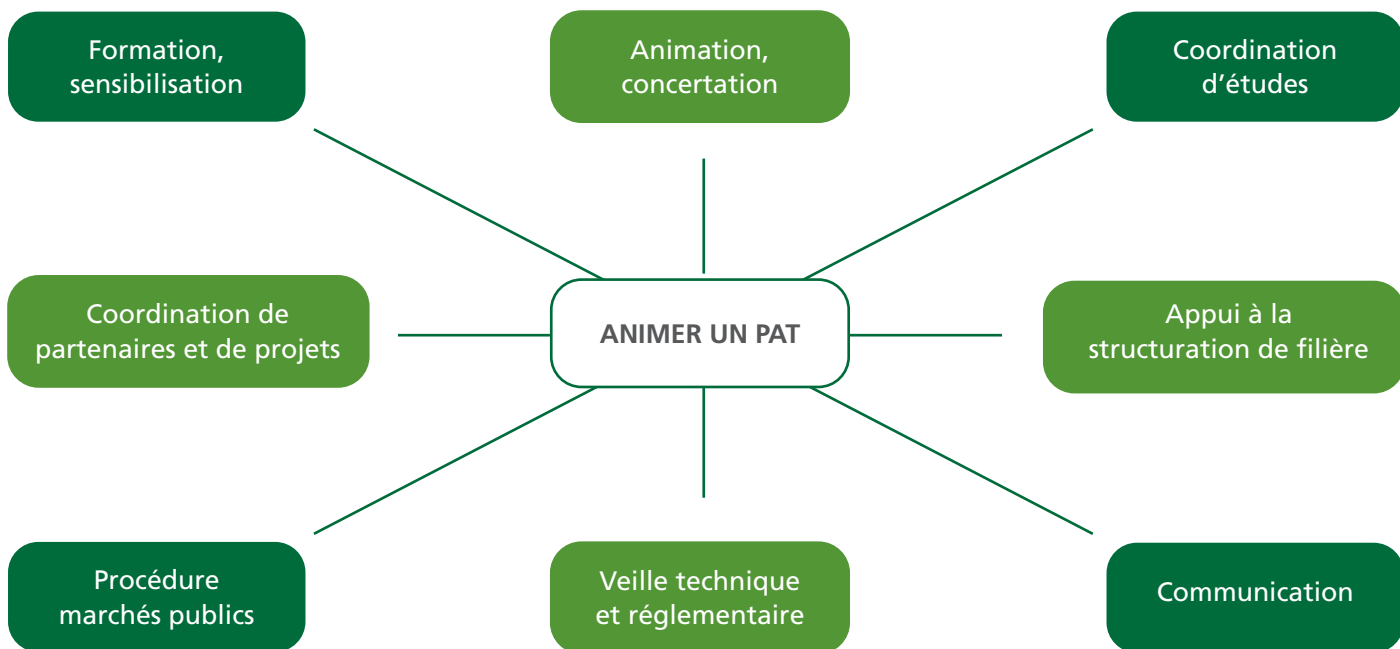 Formation,
sensibilisation
Animation,
concertation
Coordination
d'études
Coordination de
partenaires et de projets
ANIMER UN PAT
Appui à la
structuration de filière
Procédure
marchés publics
Veille technique
et réglementaire
Communication